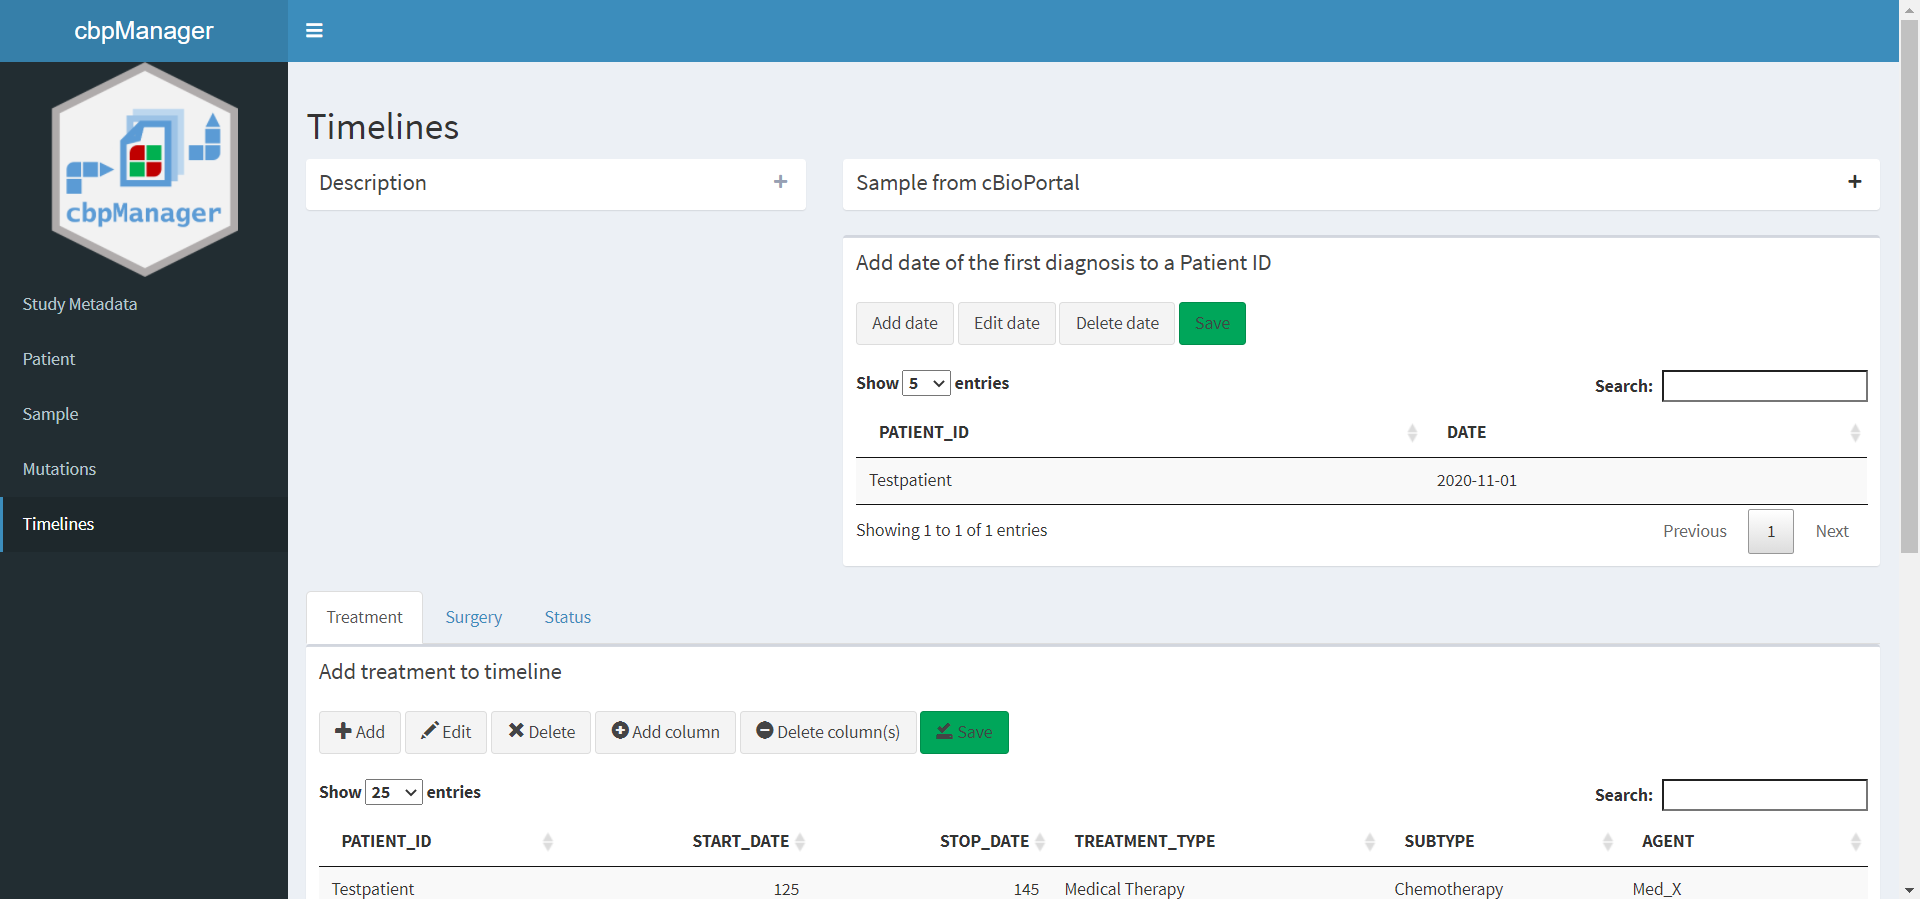 cbpManager
cbpManager
Study Metadata
Patient
Sample
Mutations
Timelines
Timelines
Description
Sample from cBioPortal
Add date of the first diagnosis to a Patient ID
Add date Edit date Delete date Save
Show 5 entries Search:
PATIENT_ID DATE
Testpatient 2020-11-01
Showing 1 to 1 of 1 entries Previous 1 Next
Treatment Surgery Status
Add treatment to timeline
Add Edit Delete Add column Delete column(s) Save
Show 25 entries Search:
PATIENT_ID START_DATE STOP_DATE TREATMENT_TYPE SUBTYPE AGENT
Testpatient 125 145 Medical Therapy Chemotherapy Med_X